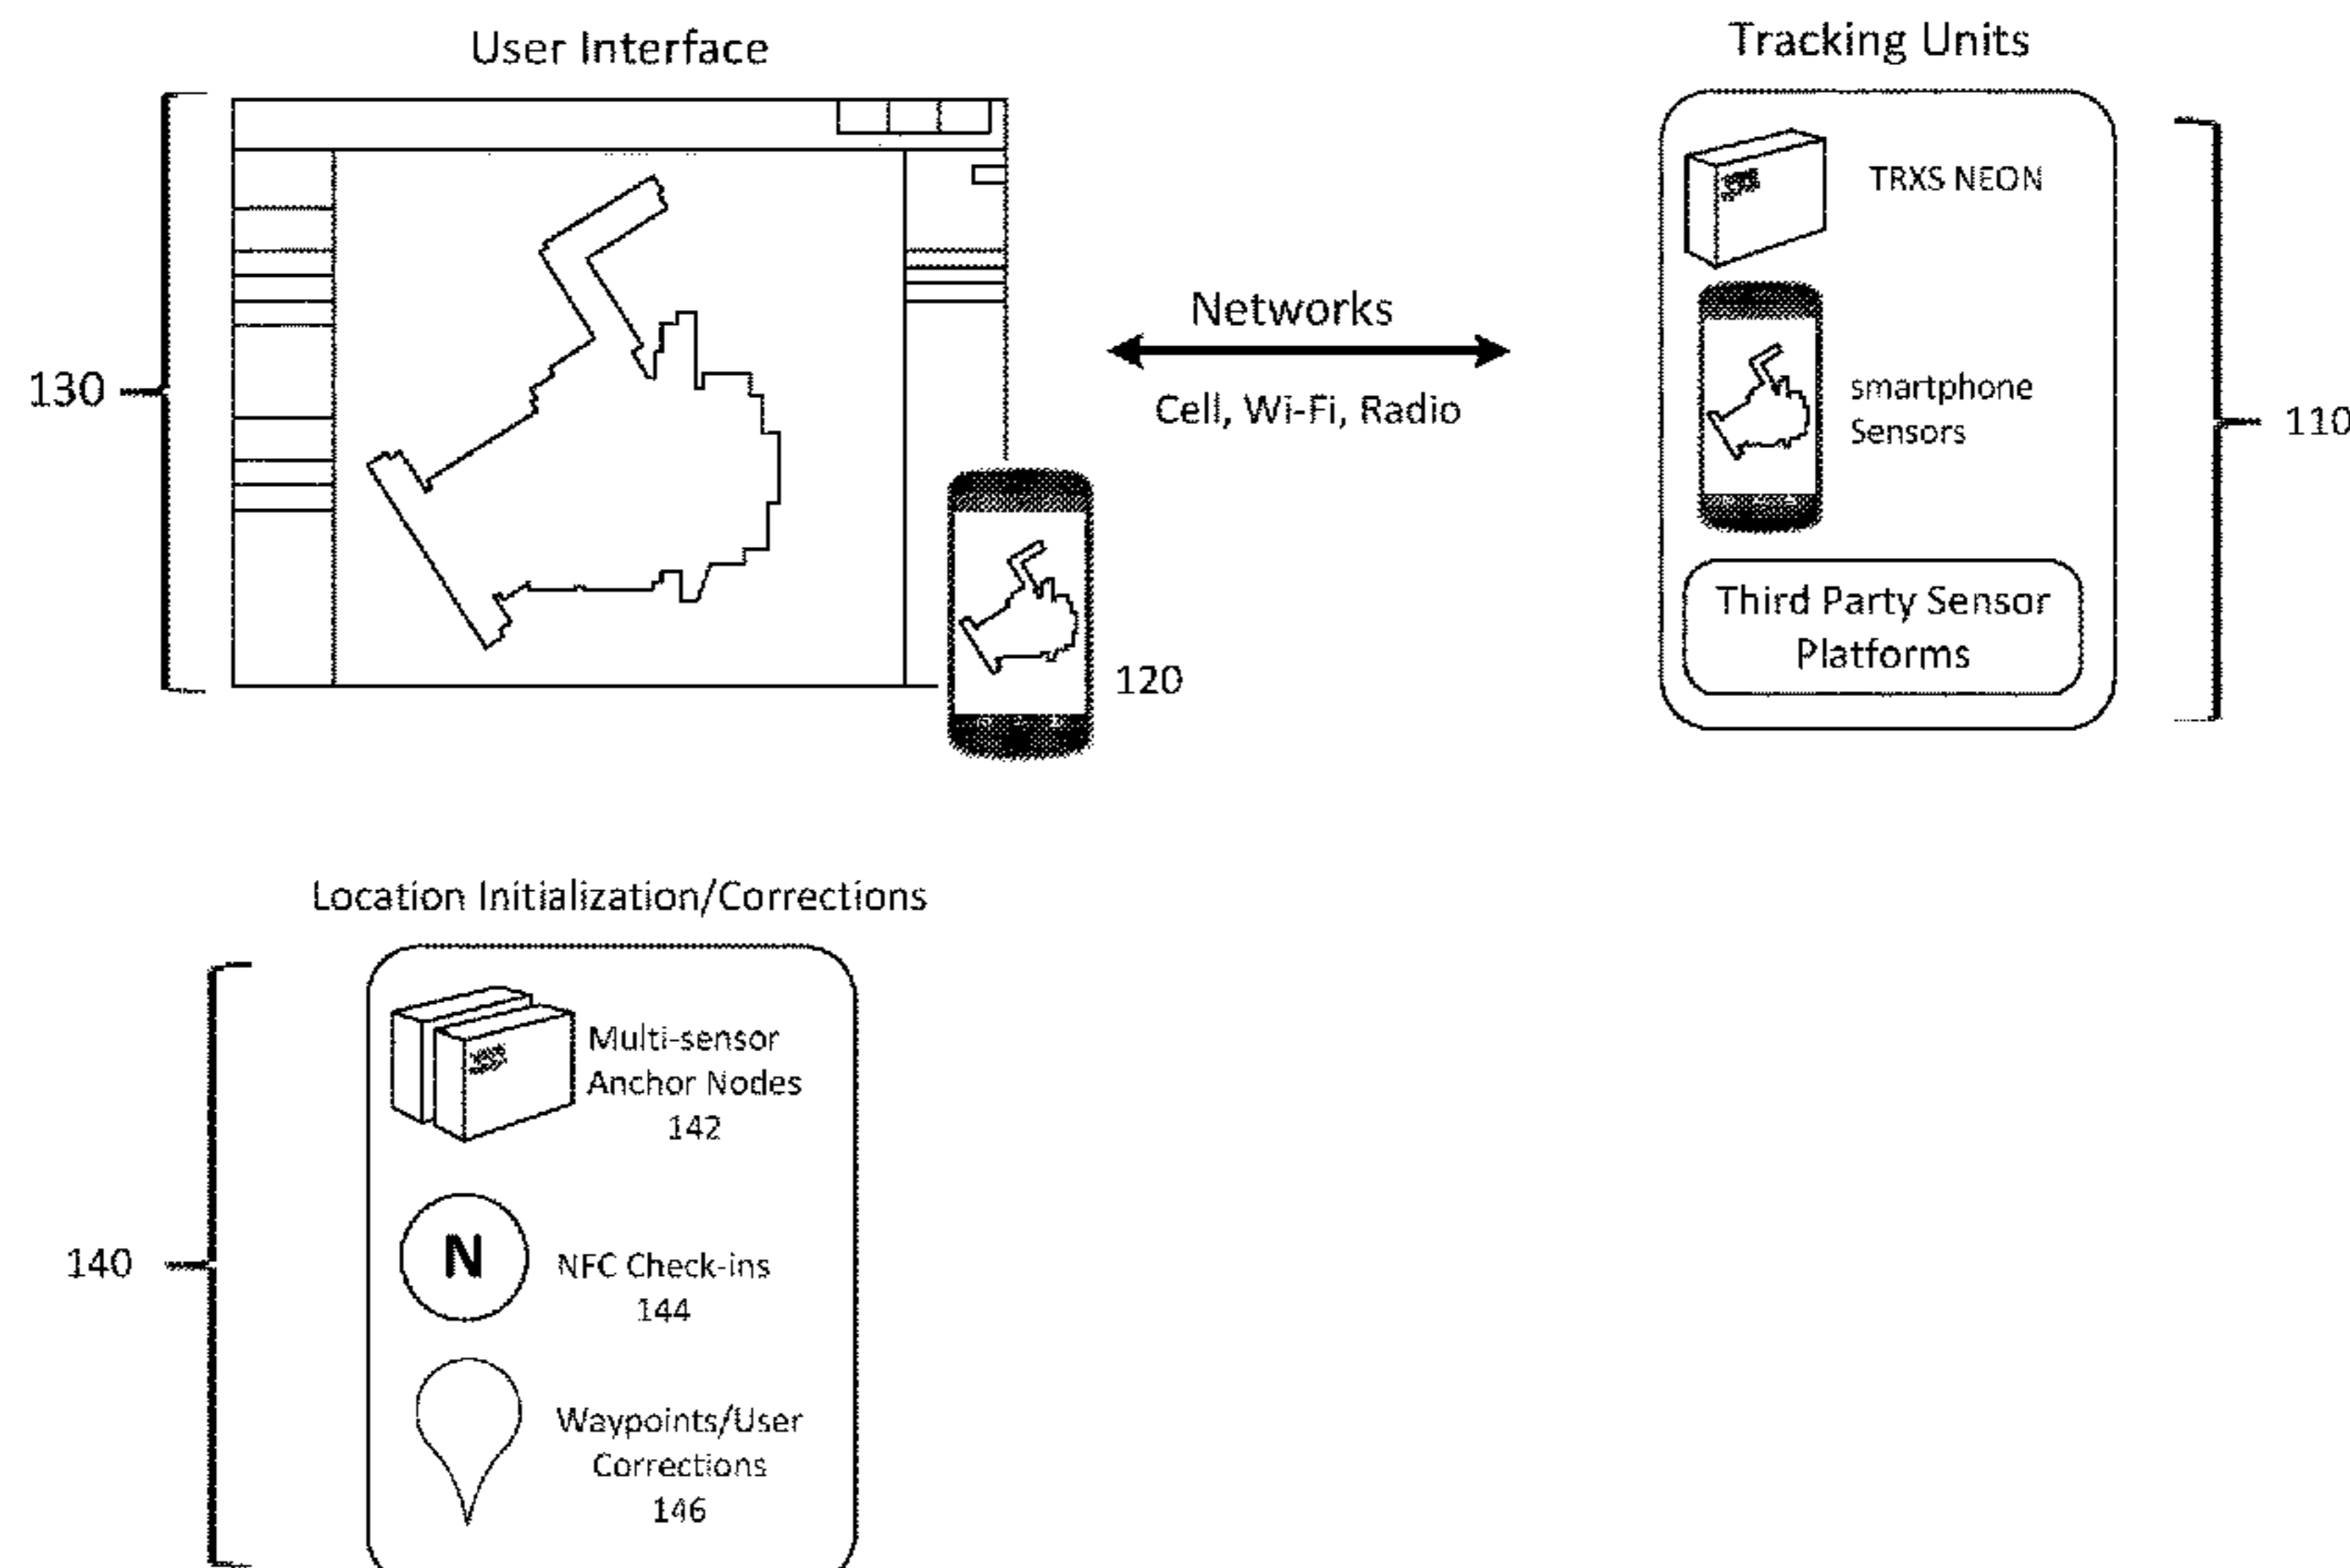 User Interface
130
120
Networks
Cell, Wi-Fi, Radio
Tracking Units
TRXS NEON
smartphone
Sensors
Third Party Sensor
Platforms
110
Location Initialization/Corrections
140
Multi-sensor
Anchor Nodes
142
N
NFC Check-ins
144
Waypoints/User
Corrections
146